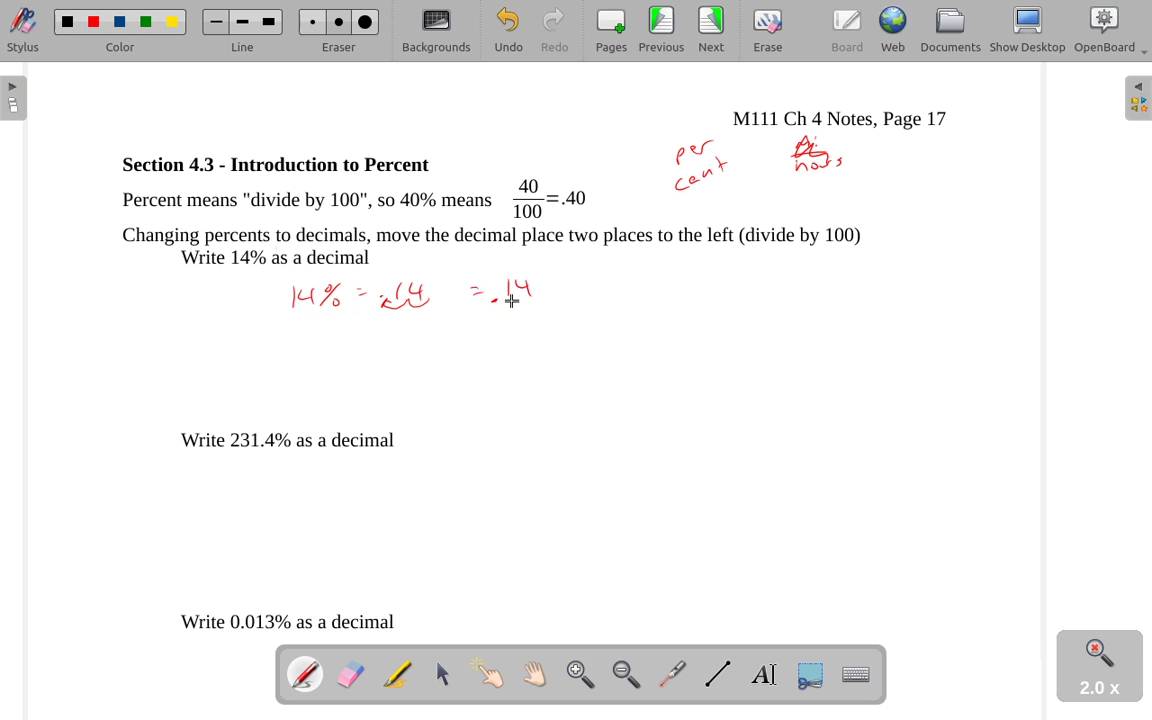 Stylus Color Line Eraser Backgrounds Undo Redo Pages Previous Next Erase Board Web Documents Show Desktop OpenBoard
M111 Ch 4 Notes, Page 17
per
cent
Section 4.3 - Introduction to Percent
Percent means "divide by 100", so 40% means 40/100=.40
Changing percents to decimals, move the decimal place two places to the left (divide by 100)
Write 14% as a decimal
14% = .14 = .14
Write 231.4% as a decimal
Write 0.013% as a decimal
2.0 x